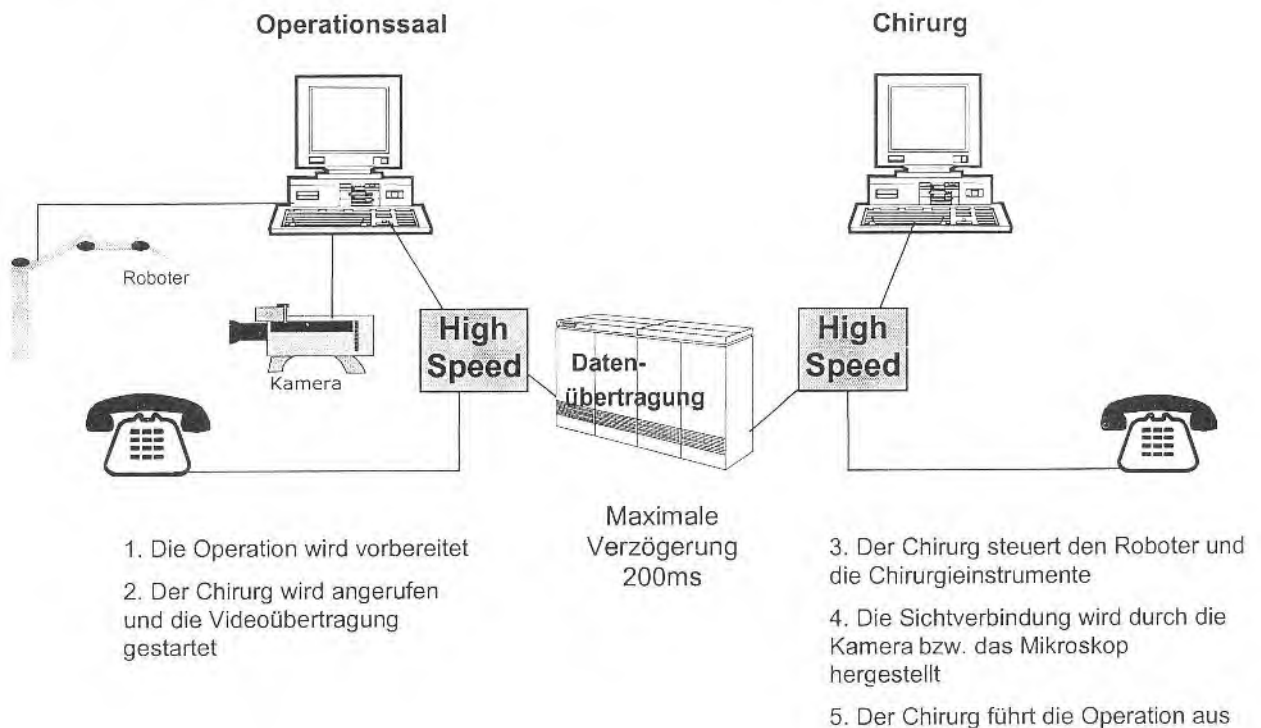 Operationssaal
Chirurg
Roboter
Kamera
High
Speed
Daten-
übertragung
High
Speed
Maximale
Verzögerung
200ms
1. Die Operation wird vorbereitet
2. Der Chirurg wird angerufen
und die Videoübertragung
gestartet
3. Der Chirurg steuert den Roboter und
die Chirurgieinstrumente
4. Die Sichtverbindung wird durch die
Kamera bzw. das Mikroskop
hergestellt
5. Der Chirurg führt die Operation aus